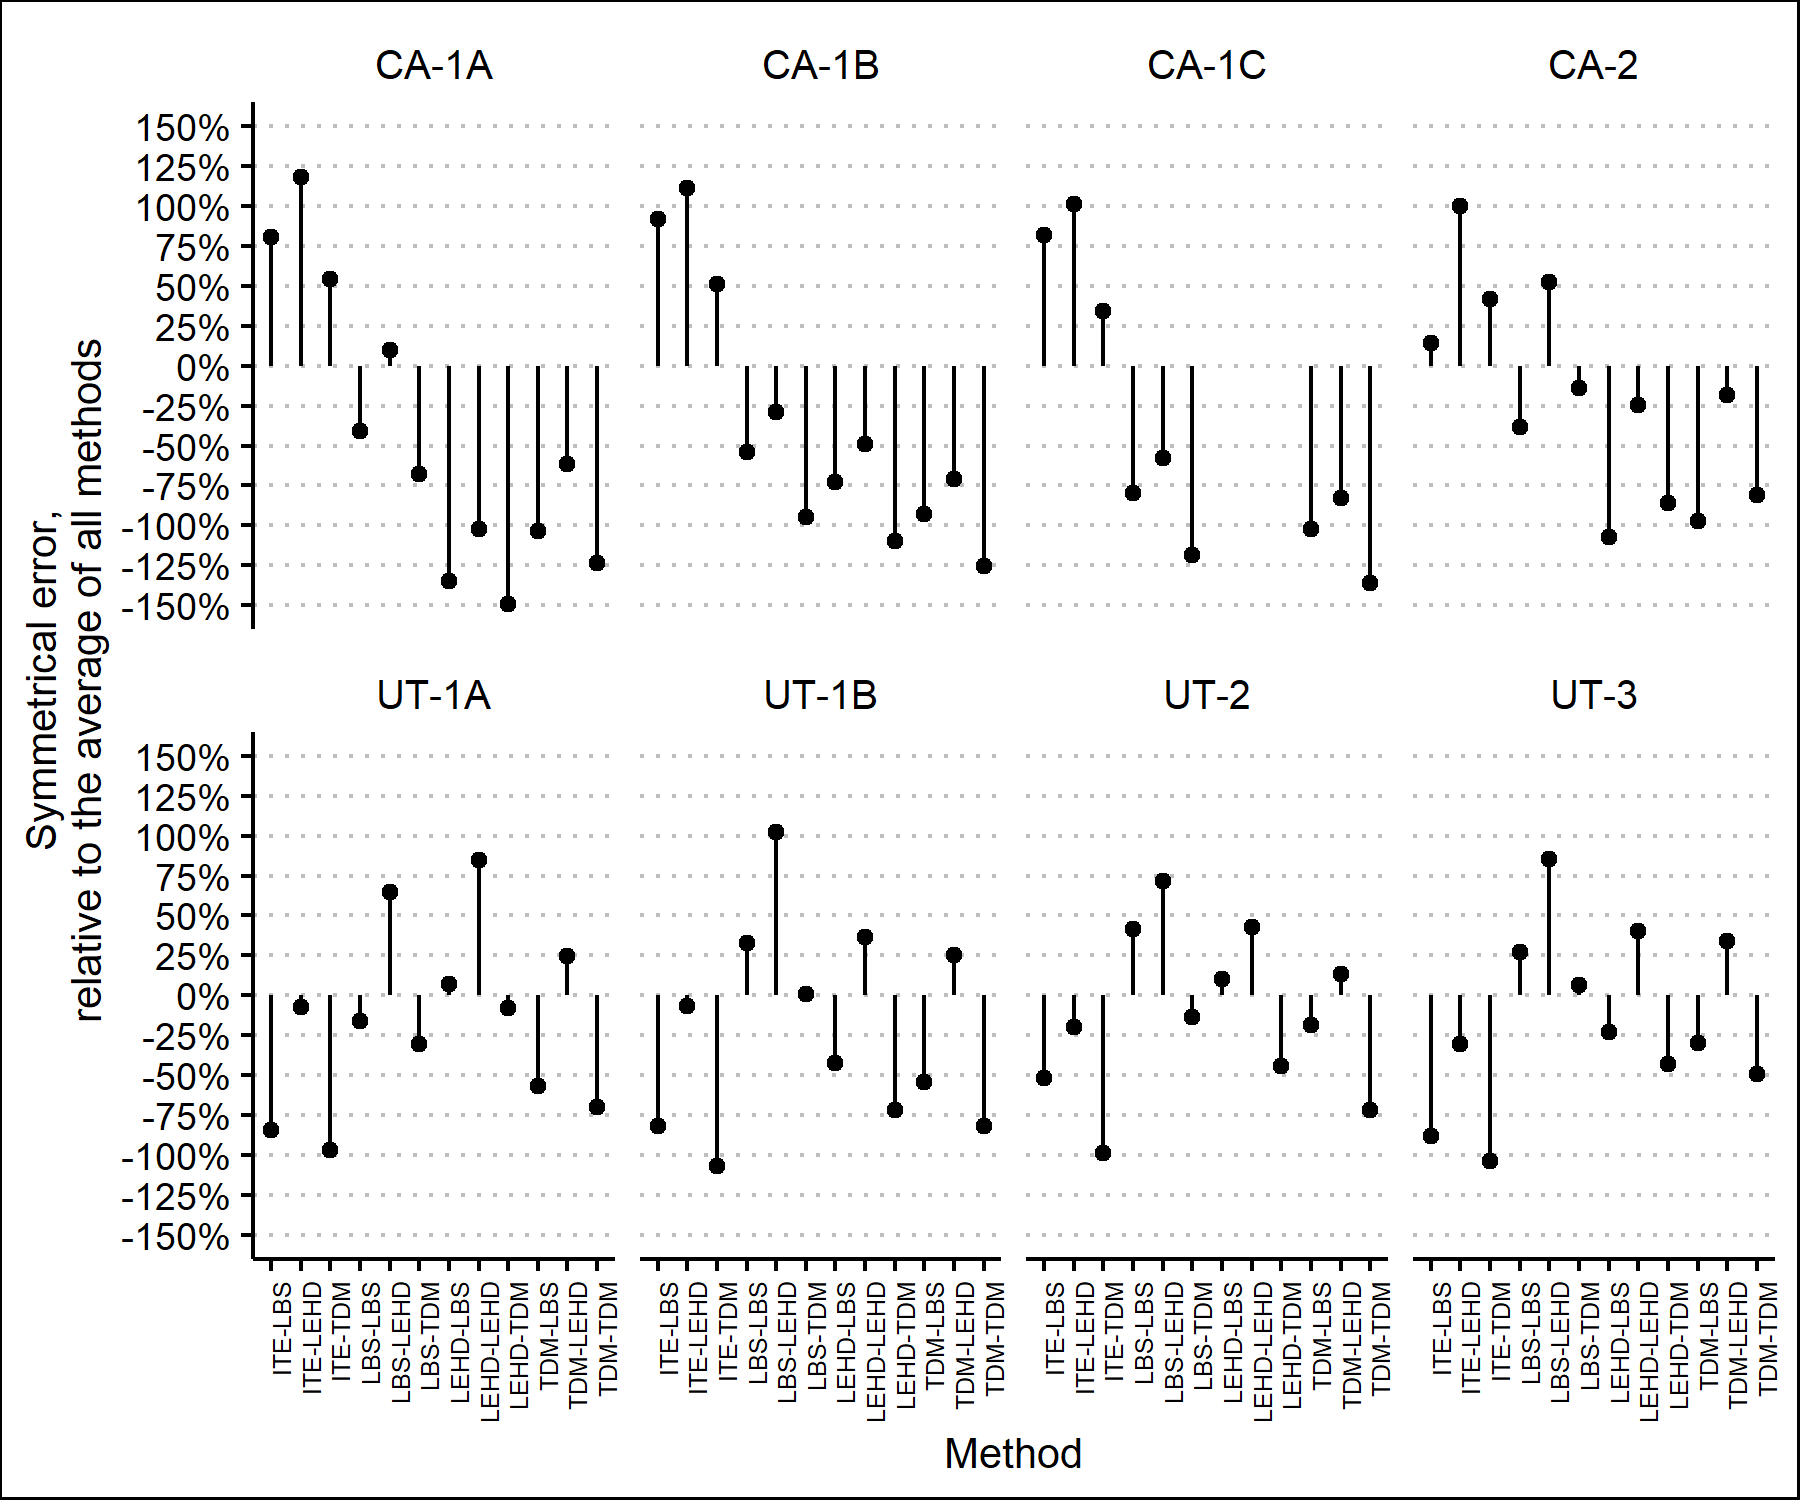 CA-1A CA-1B CA-1C CA-2
150%
125%
100%
75%
50%
25%
0%
-25%
-50%
-75%
-100%
-125%
-150%
Symmetrical error,
relative to the average of all methods
UT-1A UT-1B UT-2 UT-3
150%
125%
100%
75%
50%
25%
0%
-25%
-50%
-75%
-100%
-125%
-150%
ITE-LBS
ITE-LEHD
ITE-TDM
LBS-LBS
LBS-LEHD
LBS-TDM
LEHD-LBS
LEHD-LEHD
LEHD-TDM
TDM-LBS
TDM-LEHD
TDM-TDM
ITE-LBS
ITE-LEHD
ITE-TDM
LBS-LBS
LBS-LEHD
LBS-TDM
LEHD-LBS
LEHD-LEHD
LEHD-TDM
TDM-LBS
TDM-LEHD
TDM-TDM
ITE-LBS
ITE-LEHD
ITE-TDM
LBS-LBS
LBS-LEHD
LBS-TDM
LEHD-LBS
LEHD-LEHD
LEHD-TDM
TDM-LBS
TDM-LEHD
TDM-TDM
ITE-LBS
ITE-LEHD
ITE-TDM
LBS-LBS
LBS-LEHD
LBS-TDM
LEHD-LBS
LEHD-LEHD
LEHD-TDM
TDM-LBS
TDM-LEHD
TDM-TDM
Method